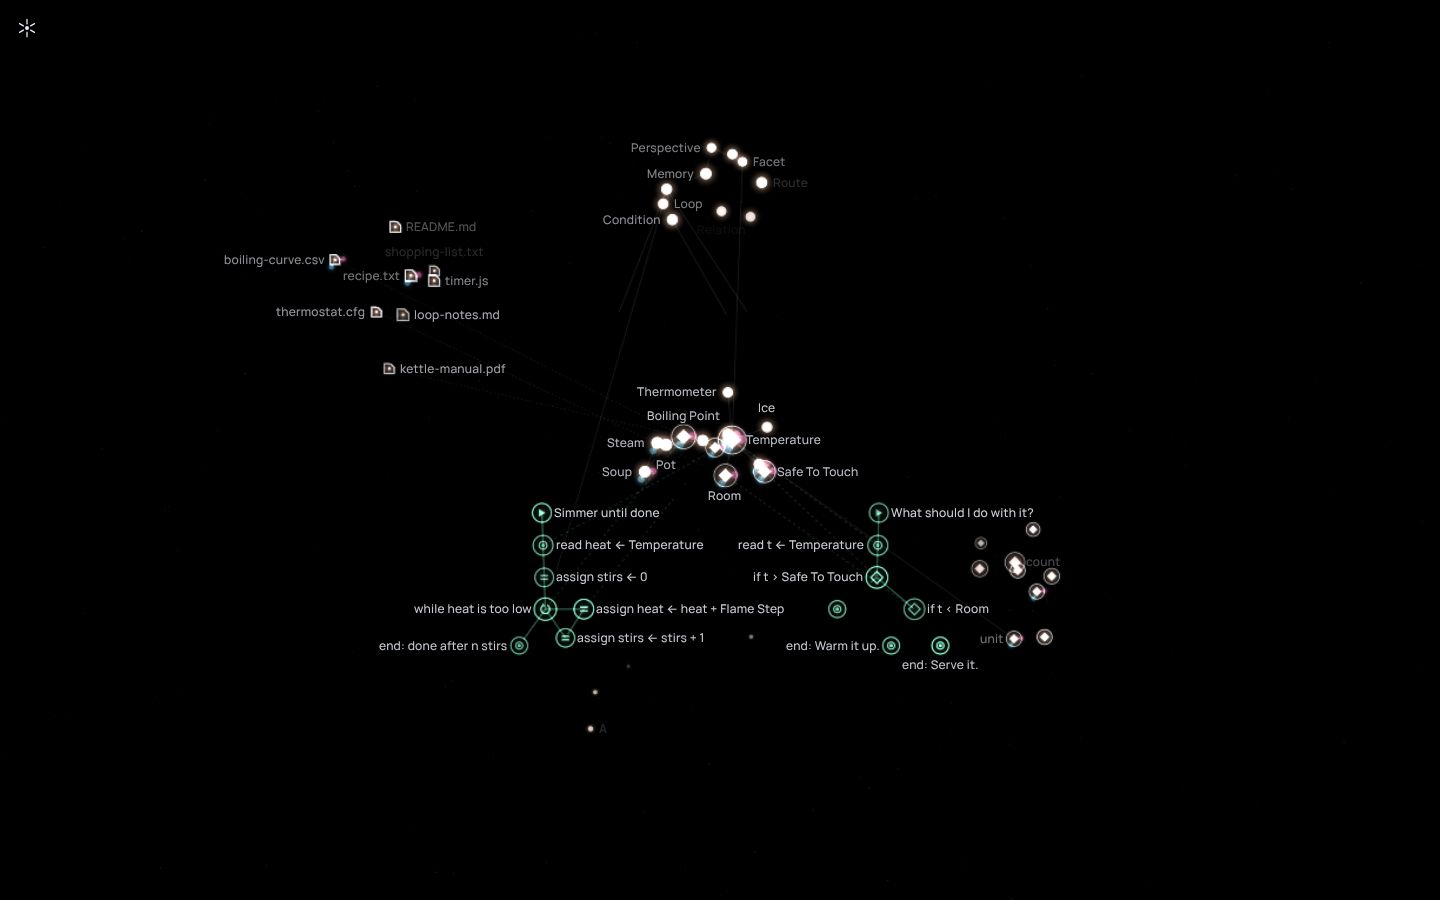 Perspective
Facet
Memory
Route
Loop
Condition
Relation
README.md
shopping-list.txt
boiling-curve.csv
recipe.txt
timer.js
thermostat.cfg
loop-notes.md
kettle-manual.pdf
Thermometer
Ice
Boiling Point
Temperature
Steam
Pot
Soup
Safe To Touch
Room
Simmer until done
What should I do with it?
read heat ← Temperature
read t ← Temperature
assign stirs ← 0
if t > Safe To Touch
count
while heat is too low
assign heat ← heat + Flame Step
if t < Room
assign stirs ← stirs + 1
end: done after n stirs
end: Warm it up.
unit
end: Serve it.
A